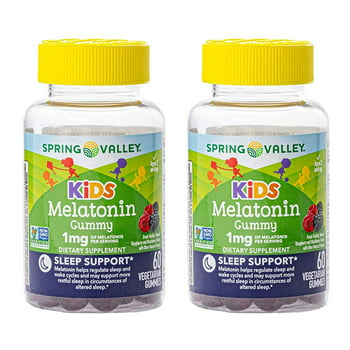 SPRING VALLEY
KiDS
Melatonin
Gummy
1mg OF MELATONIN
PER SERVING
DIETARY SUPPLEMENT
SLEEP SUPPORT*
Melatonin helps regulate sleep and
wake cycles and may support more
restful sleep in circumstances of
altered sleep.*
60
VEGETARIAN
GUMMIES
SPRING VALLEY
KiDS
Melatonin
Gummy
1mg OF MELATONIN
PER SERVING
DIETARY SUPPLEMENT
SLEEP SUPPORT*
Melatonin helps regulate sleep and
wake cycles and may support more
restful sleep in circumstances of
altered sleep.*
60
VEGETARIAN
GUMMIES